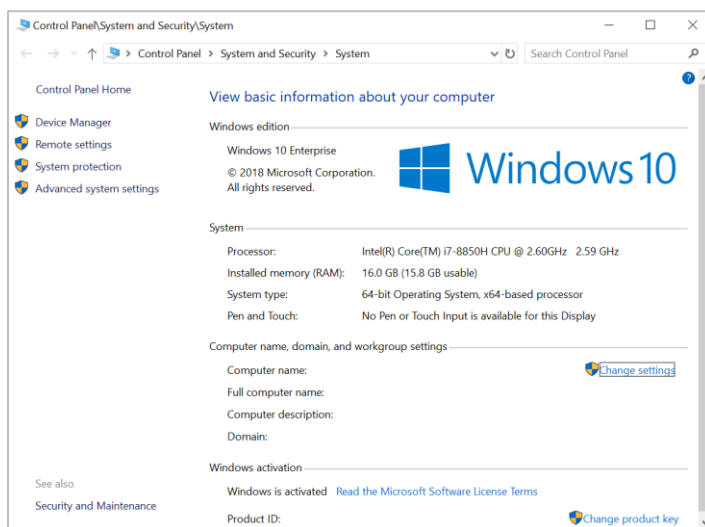 Control Panel\System and Security\System
Control Panel > System and Security > System
Search Control Panel
Control Panel Home
Device Manager
Remote settings
System protection
Advanced system settings
See also
Security and Maintenance
View basic information about your computer
Windows edition
Windows 10 Enterprise
© 2018 Microsoft Corporation.
All rights reserved.
Windows 10
System
Processor: Intel(R) Core(TM) i7-8850H CPU @ 2.60GHz 2.59 GHz
Installed memory (RAM): 16.0 GB (15.8 GB usable)
System type: 64-bit Operating System, x64-based processor
Pen and Touch: No Pen or Touch Input is available for this Display
Computer name, domain, and workgroup settings
Computer name: Change settings
Full computer name:
Computer description:
Domain:
Windows activation
Windows is activated Read the Microsoft Software License Terms
Product ID: Change product key